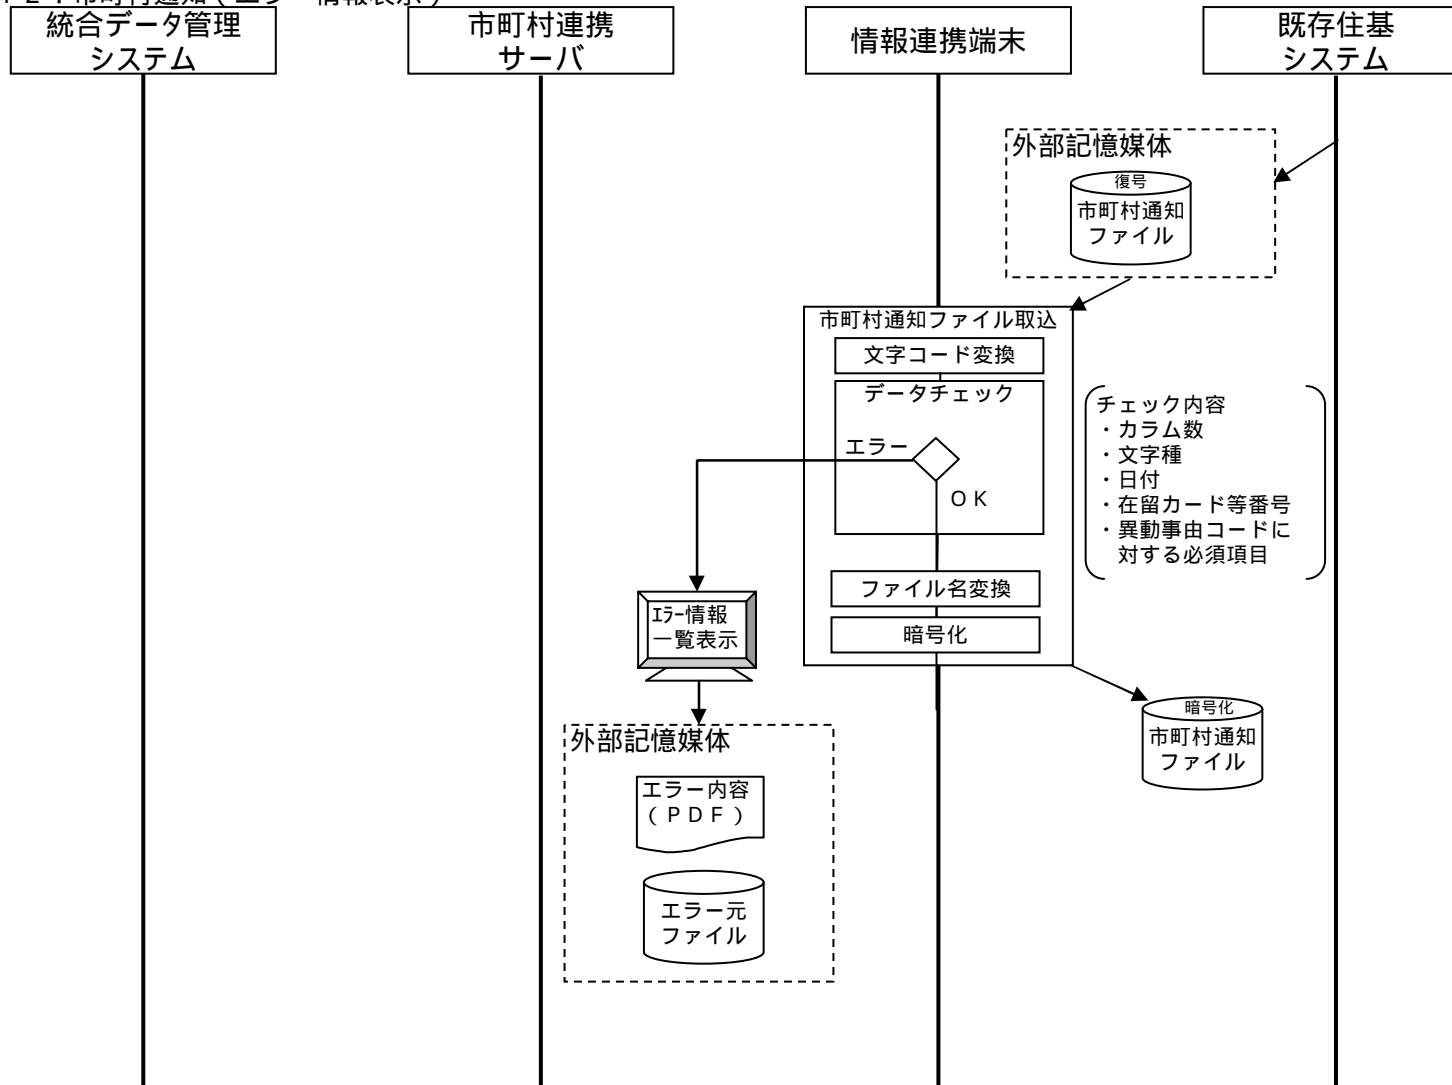 統合データ管理
システム
市町村連携
サーバ
情報連携端末
既存住基
システム
外部記憶媒体
復号
市町村通知
ファイル
市町村通知ファイル取込
文字コード変換
データチェック
エラー
ＯＫ
チェック内容
・カラム数
・文字種
・日付
・在留カード等番号
・異動事由コードに
対する必須項目
ファイル名変換
暗号化
ｴﾗｰ情報
一覧表示
暗号化
市町村通知
ファイル
外部記憶媒体
エラー内容
（ＰＤＦ）
エラー元
ファイル